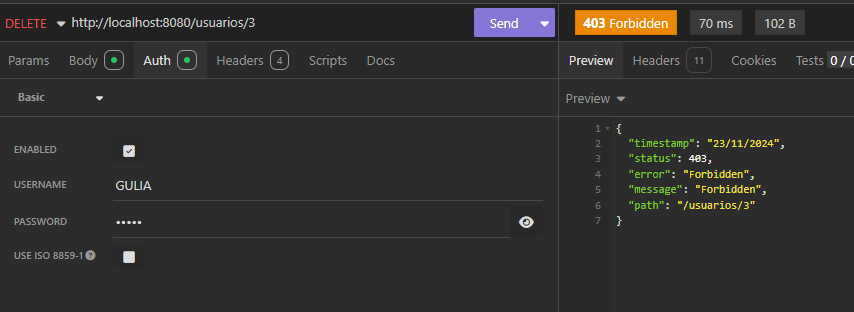 DELETE http://localhost:8080/usuarios/3 Send 403 Forbidden 70 ms 102 B
Params Body Auth Headers 4 Scripts Docs Preview Headers 11 Cookies Tests 0 / 0
Basic Preview
ENABLED
USERNAME GULIA
PASSWORD •••••
USE ISO 8859-1 ?
1 {
2 "timestamp": "23/11/2024",
3 "status": 403,
4 "error": "Forbidden",
5 "message": "Forbidden",
6 "path": "/usuarios/3"
7 }